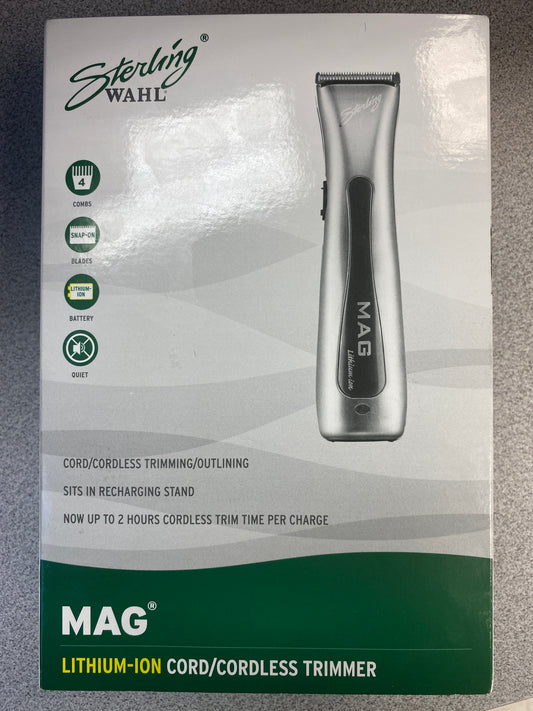 Sterling®
WAHL®
Sterling
4
COMBS
SNAP-ON
BLADES
LITHIUM-
ION
BATTERY
QUIET
MAG
Lithium ion
CORD/CORDLESS TRIMMING/OUTLINING
SITS IN RECHARGING STAND
NOW UP TO 2 HOURS CORDLESS TRIM TIME PER CHARGE
MAG®
LITHIUM-ION CORD/CORDLESS TRIMMER